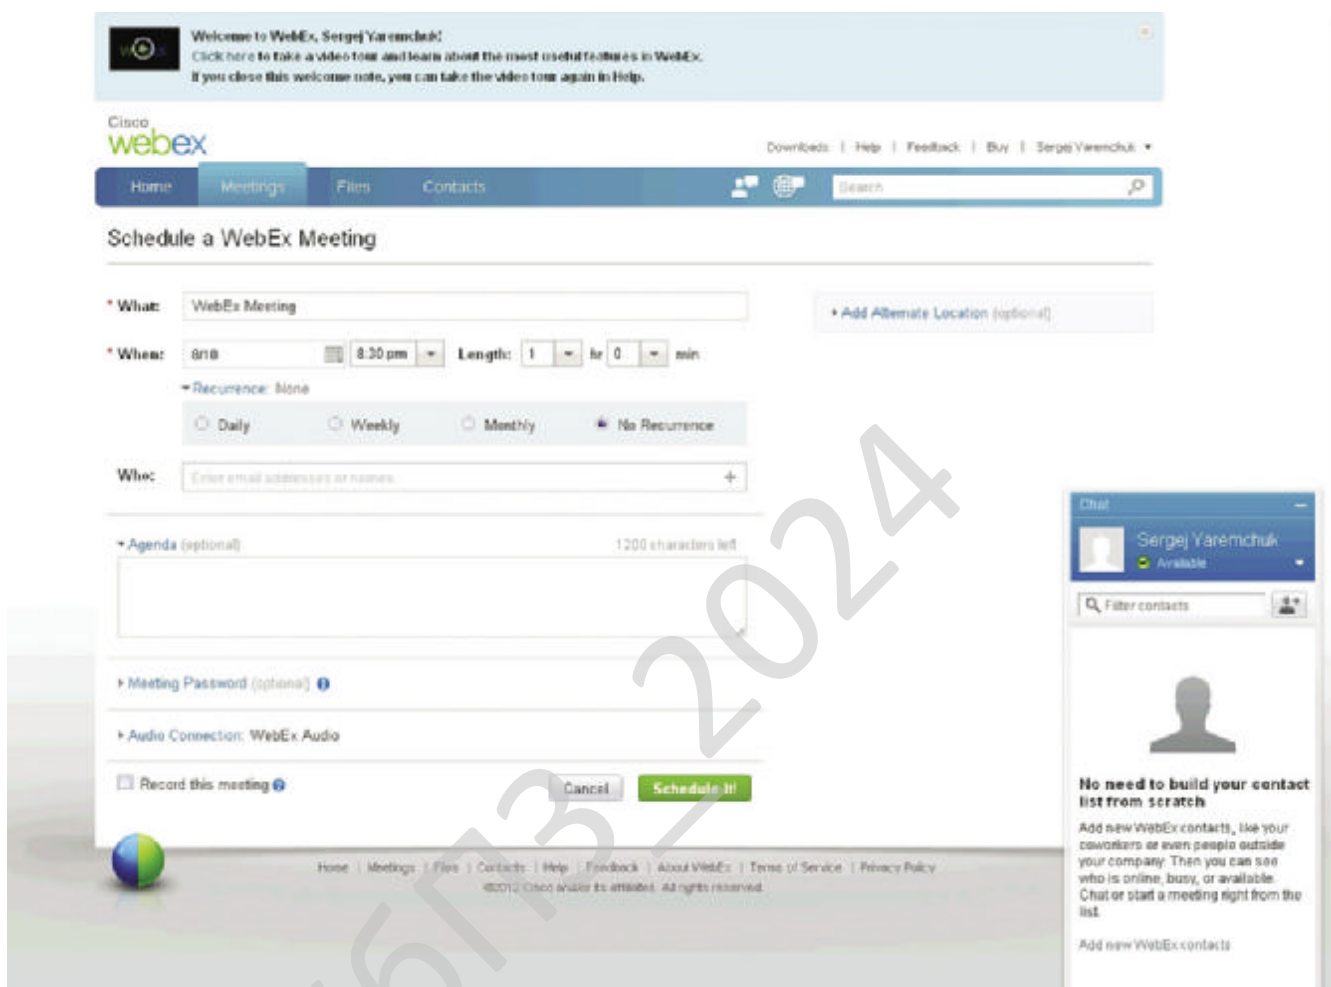 Welcome to WebEx, Sergej Yaremchuk!
Click here to take a video tour and learn about the most useful features in WebEx.
If you close this welcome note, you can take the video tour again in Help.
Cisco
webex
Downloads | Help | Feedback | Buy | Sergej Yaremchuk
Home Meetings Files Contacts Search
Schedule a WebEx Meeting
* What: WebEx Meeting
Add Alternate Location (optional)
* When: 8/18 8:30 pm Length: 1 hr 0 min
Recurrence: None
Daily Weekly Monthly No Recurrence
Who: Enter email addresses or names +
Agenda (optional) 1200 characters left
Meeting Password (optional)
Audio Connection: WebEx Audio
Record this meeting
Cancel Schedule It!
Home | Meetings | Files | Contacts | Help | Feedback | About WebEx | Terms of Service | Privacy Policy
©2012 Cisco and/or its affiliates. All rights reserved.
Chat
Sergej Yaremchuk
Available
Filter contacts
No need to build your contact
list from scratch
Add new WebEx contacts, like your
coworkers or even people outside
your company. Then you can see
who is online, busy, or available.
Chat or start a meeting right from the
list.
Add new WebEx contacts
6П3_2024